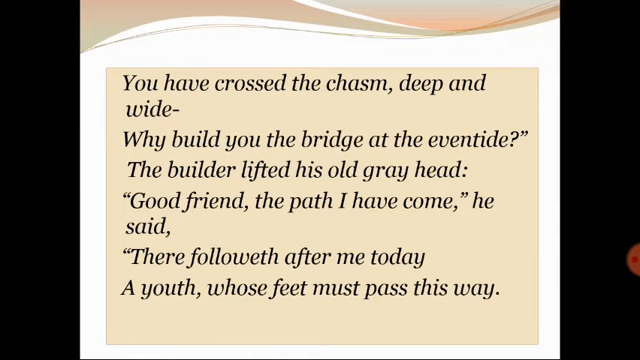 You have crossed the chasm, deep and
wide-
Why build you the bridge at the eventide?”
The builder lifted his old gray head:
“Good friend, the path I have come,” he
said,
“There followeth after me today
A youth, whose feet must pass this way.